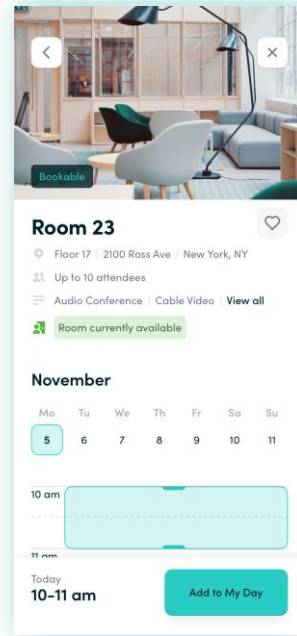 Bookable
Room 23
Floor 17 | 2100 Ross Ave | New York, NY
Up to 10 attendees
Audio Conference | Cable Video | View all
Room currently available
November
Mo Tu We Th Fr Sa Su
5 6 7 8 9 10 11
10 am
11 am
Today
10-11 am
Add to My Day